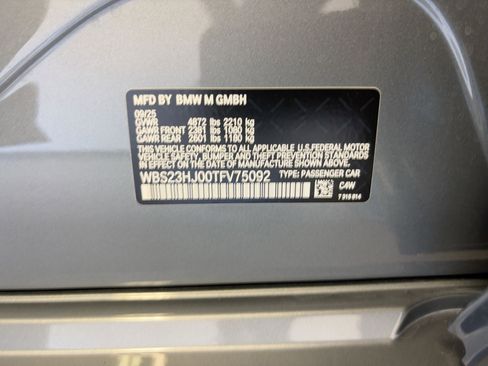 MFD BY BMW M GMBH
09/25
GVWR 4872 lbs 2210 kg
GAWR FRONT 2381 lbs 1080 kg
GAWR REAR 2601 lbs 1180 kg
THIS VEHICLE CONFORMS TO ALL APPLICABLE U.S. FEDERAL MOTOR
VEHICLE SAFETY, BUMPER, AND THEFT PREVENTION STANDARDS
IN EFFECT ON THE DATE OF MANUFACTURE SHOWN ABOVE.
WBS23HJ00TFV75092 TYPE: PASSENGER CAR
C4W
7 919 814